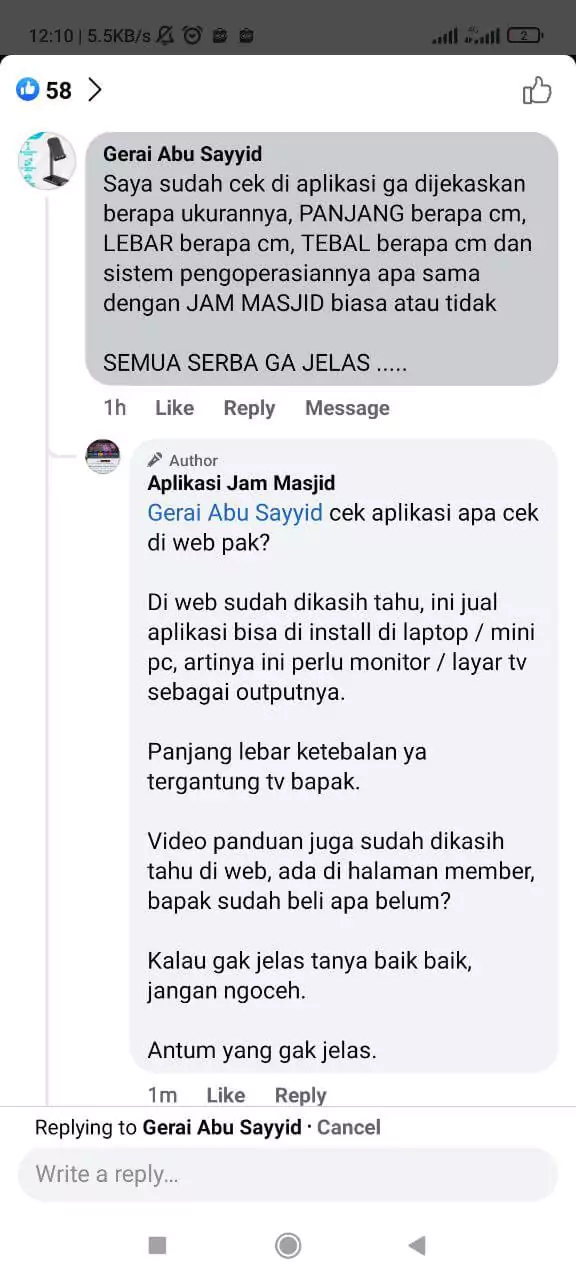 12:10 | 5.5KB/s
2
58
Gerai Abu Sayyid
Saya sudah cek di aplikasi ga dijekaskan
berapa ukurannya, PANJANG berapa cm,
LEBAR berapa cm, TEBAL berapa cm dan
sistem pengoperasiannya apa sama
dengan JAM MASJID biasa atau tidak
SEMUA SERBA GA JELAS .....
1h Like Reply Message
Author
Aplikasi Jam Masjid
Gerai Abu Sayyid cek aplikasi apa cek
di web pak?
Di web sudah dikasih tahu, ini jual
aplikasi bisa di install di laptop / mini
pc, artinya ini perlu monitor / layar tv
sebagai outputnya.
Panjang lebar ketebalan ya
tergantung tv bapak.
Video panduan juga sudah dikasih
tahu di web, ada di halaman member,
bapak sudah beli apa belum?
Kalau gak jelas tanya baik baik,
jangan ngoceh.
Antum yang gak jelas.
1m Like Reply
Replying to Gerai Abu Sayyid · Cancel
Write a reply...